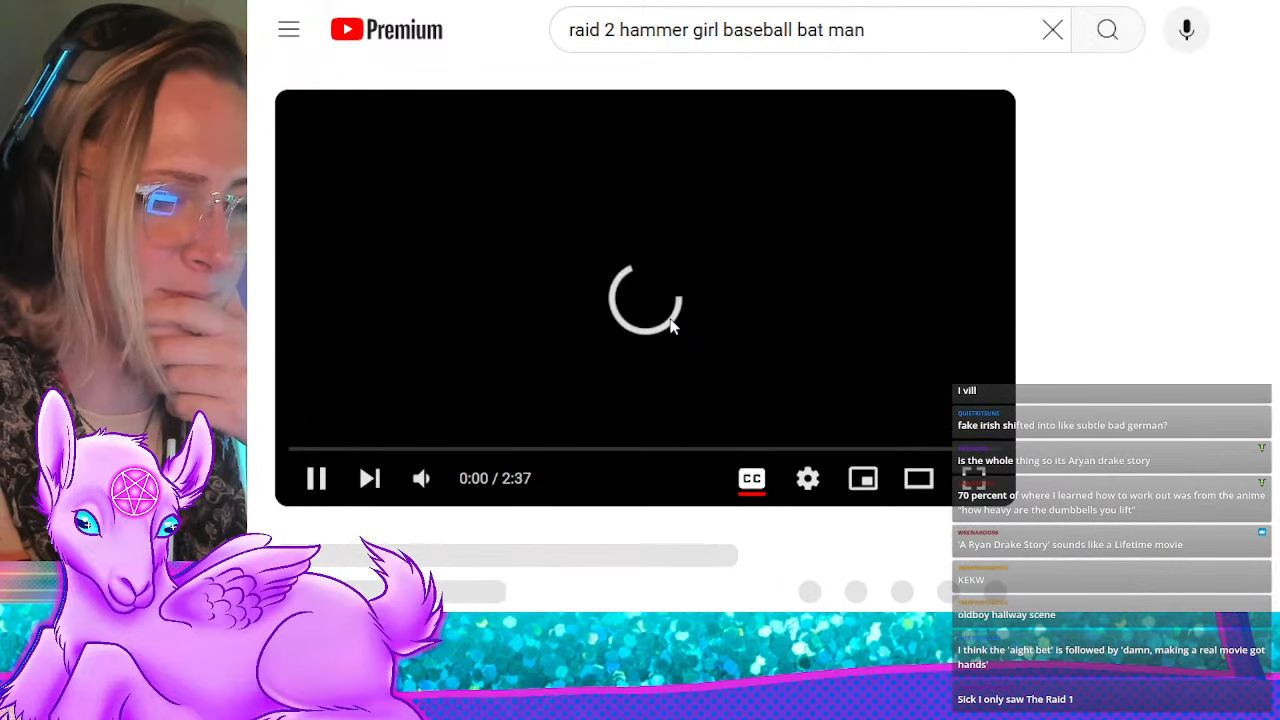 Premium
raid 2 hammer girl baseball bat man
0:00 / 2:37
CC
I vill
QUIETKITSUNE
fake irish shifted into like subtle bad german?
is the whole thing so its Aryan drake story
70 percent of where I learned how to work out was from the anime
"how heavy are the dumbbells you lift"
'A Ryan Drake Story' sounds like a Lifetime movie
KEKW
oldboy hallway scene
I think the 'aight bet' is followed by 'damn, making a real movie got
hands'
Sick I only saw The Raid 1